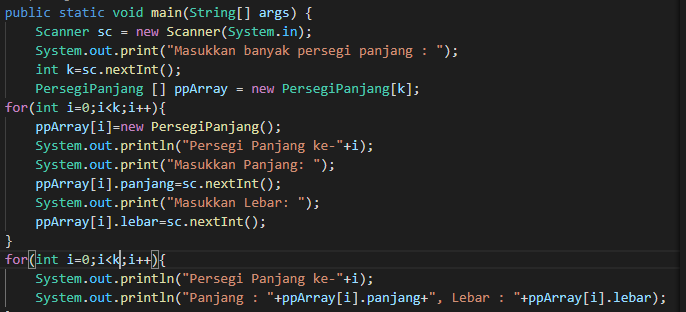 public static void main(String[] args) {
    Scanner sc = new Scanner(System.in);
    System.out.print("Masukkan banyak persegi panjang : ");
    int k=sc.nextInt();
    PersegiPanjang [] ppArray = new PersegiPanjang[k];
for(int i=0;i<k;i++){
    ppArray[i]=new PersegiPanjang();
    System.out.println("Persegi Panjang ke-"+i);
    System.out.print("Masukkan Panjang: ");
    ppArray[i].panjang=sc.nextInt();
    System.out.print("Masukkan Lebar: ");
    ppArray[i].lebar=sc.nextInt();
}
for(int i=0;i<k;i++){
    System.out.println("Persegi Panjang ke-"+i);
    System.out.println("Panjang : "+ppArray[i].panjang+", Lebar : "+ppArray[i].lebar);